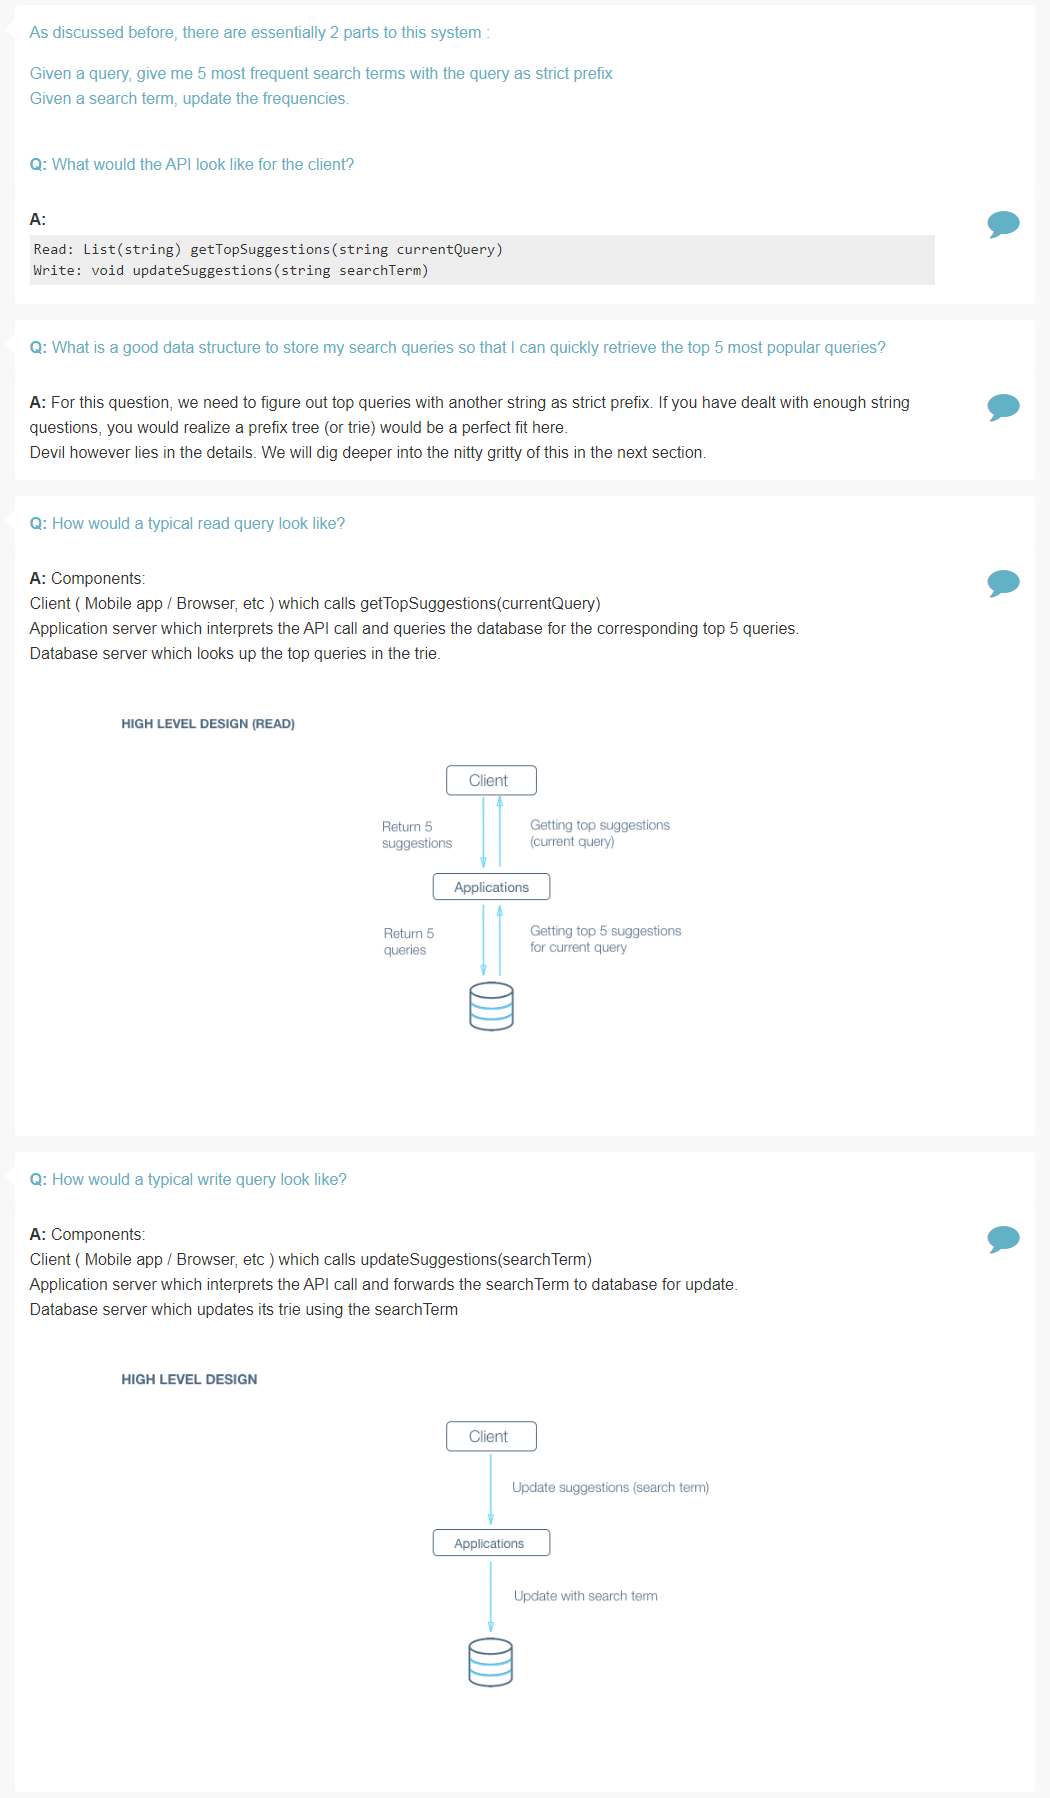 As discussed before, there are essentially 2 parts to this system :
Given a query, give me 5 most frequent search terms with the query as strict prefix
Given a search term, update the frequencies.
Q: What would the API look like for the client?
A:
Read: List(string) getTopSuggestions(string currentQuery)
Write: void updateSuggestions(string searchTerm)
Q: What is a good data structure to store my search queries so that I can quickly retrieve the top 5 most popular queries?
A: For this question, we need to figure out top queries with another string as strict prefix. If you have dealt with enough string
questions, you would realize a prefix tree (or trie) would be a perfect fit here.
Devil however lies in the details. We will dig deeper into the nitty gritty of this in the next section.
Q: How would a typical read query look like?
A: Components:
Client ( Mobile app / Browser, etc ) which calls getTopSuggestions(currentQuery)
Application server which interprets the API call and queries the database for the corresponding top 5 queries.
Database server which looks up the top queries in the trie.
HIGH LEVEL DESIGN (READ)
Client
Return 5
suggestions
Getting top suggestions
(current query)
Applications
Return 5
queries
Getting top 5 suggestions
for current query
Q: How would a typical write query look like?
A: Components:
Client ( Mobile app / Browser, etc ) which calls updateSuggestions(searchTerm)
Application server which interprets the API call and forwards the searchTerm to database for update.
Database server which updates its trie using the searchTerm
HIGH LEVEL DESIGN
Client
Update suggestions (search term)
Applications
Update with search term